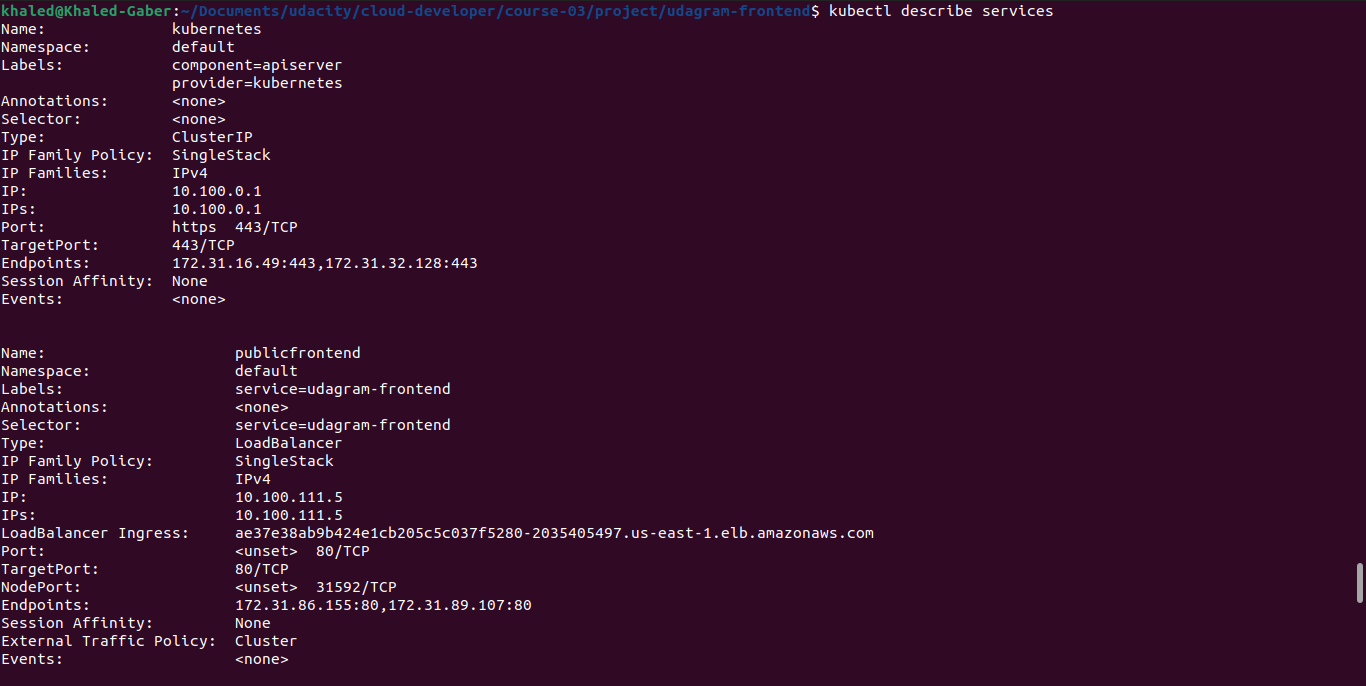 khaled@Khaled-Gaber:~/Documents/udacity/cloud-developer/course-03/project/udagram-frontend$ kubectl describe services
Name:              kubernetes
Namespace:         default
Labels:            component=apiserver
                   provider=kubernetes
Annotations:       <none>
Selector:          <none>
Type:              ClusterIP
IP Family Policy:  SingleStack
IP Families:       IPv4
IP:                10.100.0.1
IPs:               10.100.0.1
Port:              https  443/TCP
TargetPort:        443/TCP
Endpoints:         172.31.16.49:443,172.31.32.128:443
Session Affinity:  None
Events:            <none>

Name:                     publicfrontend
Namespace:                default
Labels:                   service=udagram-frontend
Annotations:              <none>
Selector:                 service=udagram-frontend
Type:                     LoadBalancer
IP Family Policy:         SingleStack
IP Families:              IPv4
IP:                       10.100.111.5
IPs:                      10.100.111.5
LoadBalancer Ingress:     ae37e38ab9b424e1cb205c5c037f5280-2035405497.us-east-1.elb.amazonaws.com
Port:                     <unset>  80/TCP
TargetPort:               80/TCP
NodePort:                 <unset>  31592/TCP
Endpoints:                172.31.86.155:80,172.31.89.107:80
Session Affinity:         None
External Traffic Policy:  Cluster
Events:                   <none>